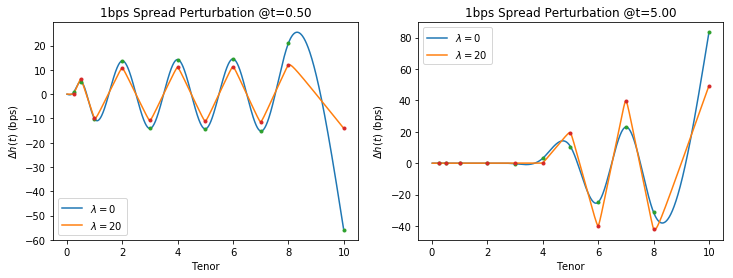 1bps Spread Perturbation @t=0.50
20
10
0
−10
−20
−30
−40
−50
−60
Δh(t) (bps)
λ = 0
λ = 20
0
2
4
6
8
10
Tenor
1bps Spread Perturbation @t=5.00
80
60
40
20
0
−20
−40
Δh(t) (bps)
λ = 0
λ = 20
0
2
4
6
8
10
Tenor